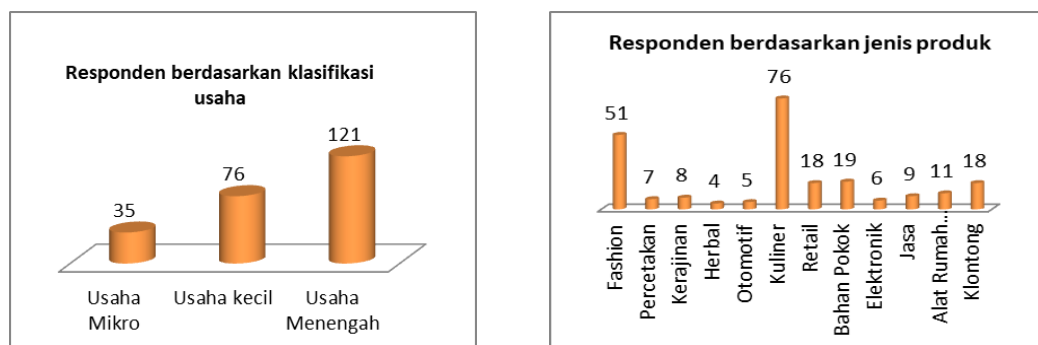 Responden berdasarkan klasifikasi
usaha
121
76
35
Usaha
Mikro
Usaha kecil
Usaha
Menengah
Responden berdasarkan jenis produk
51
7
8
4
5
76
18
19
6
9
11
18
Fashion
Percetakan
Kerajinan
Herbal
Otomotif
Kuliner
Retail
Bahan Pokok
Elektronik
Jasa
Alat Rumah...
Klontong